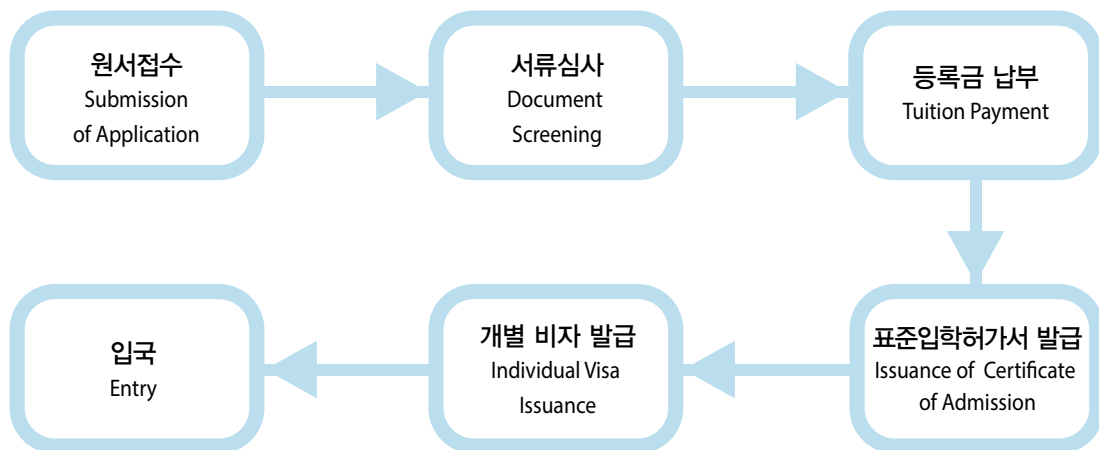 원서접수
Submission
of Application
서류심사
Document
Screening
등록금 납부
Tuition Payment
표준입학허가서 발급
Issuance of Certificate
of Admission
개별 비자 발급
Individual Visa
Issuance
입국
Entry